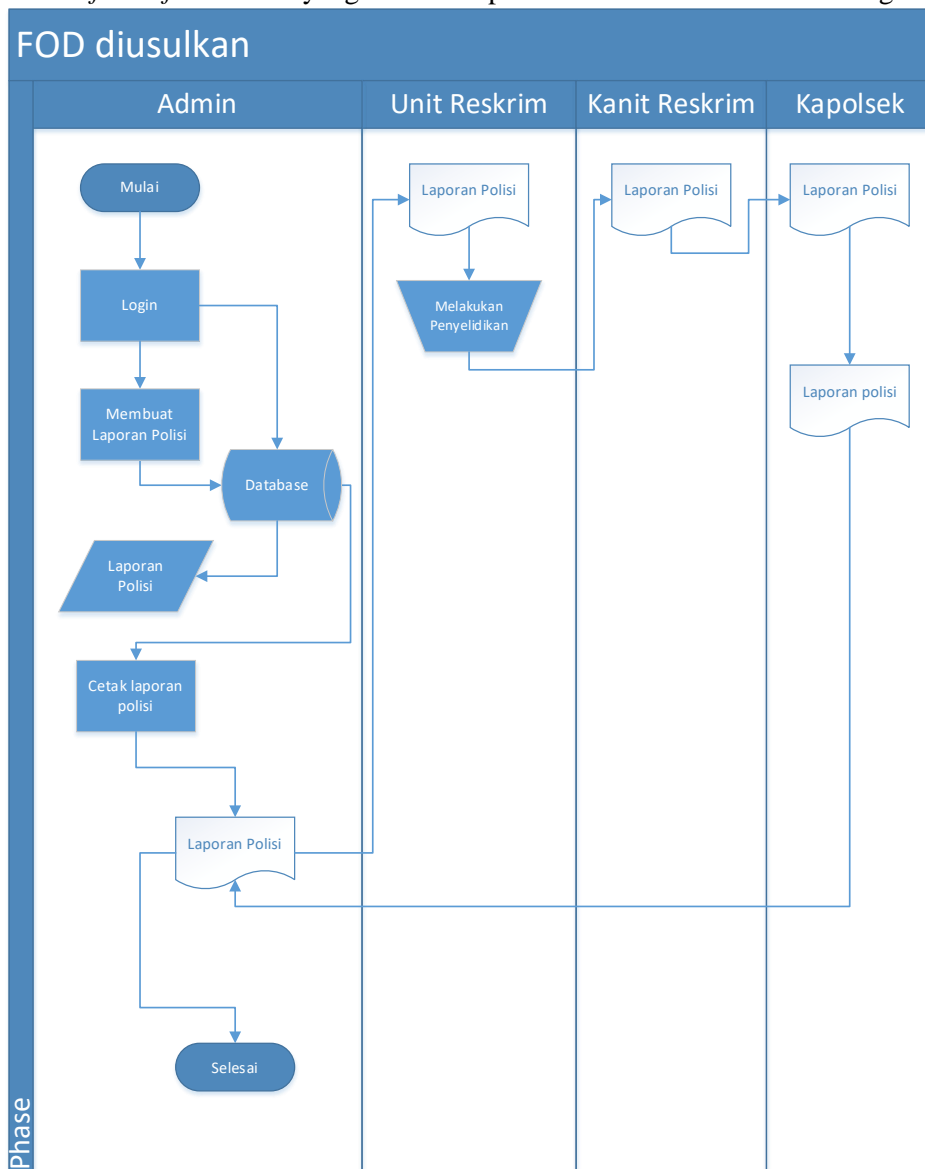 FOD diusulkan
Admin
Unit Reskrim
Kanit Reskrim
Kapolsek
Mulai
Login
Membuat
Laporan Polisi
Database
Laporan
Polisi
Cetak laporan
polisi
Laporan Polisi
Selesai
Laporan Polisi
Melakukan
Penyelidikan
Laporan Polisi
Laporan Polisi
Laporan polisi
Phase